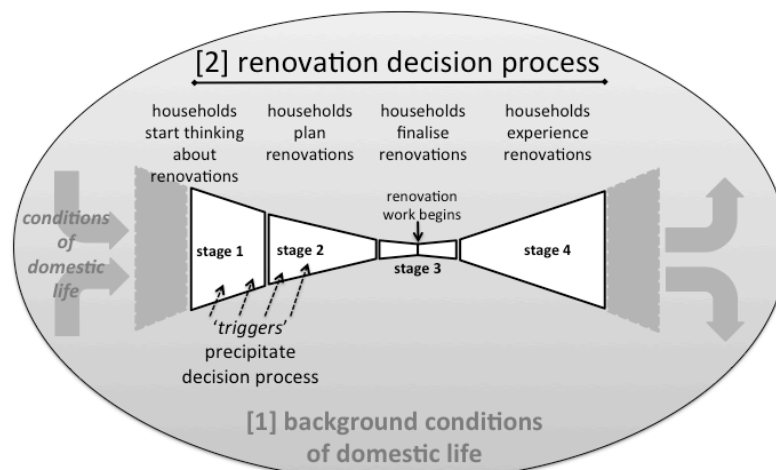 [2] renovation decision process
households
start thinking
about
renovations
households
plan
renovations
households
finalise
renovations
households
experience
renovations
renovation
work begins
conditions
of
domestic
life
stage 1
stage 2
stage 3
stage 4
‘triggers’
precipitate
decision process
[1] background conditions
of domestic life